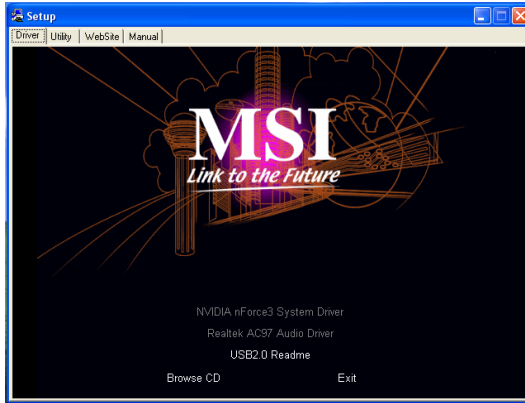 Setup
Driver Utility WebSite Manual
MSI
Link to the Future
NVIDIA nForce3 System Driver
Realtek AC97 Audio Driver
USB2.0 Readme
Browse CD Exit